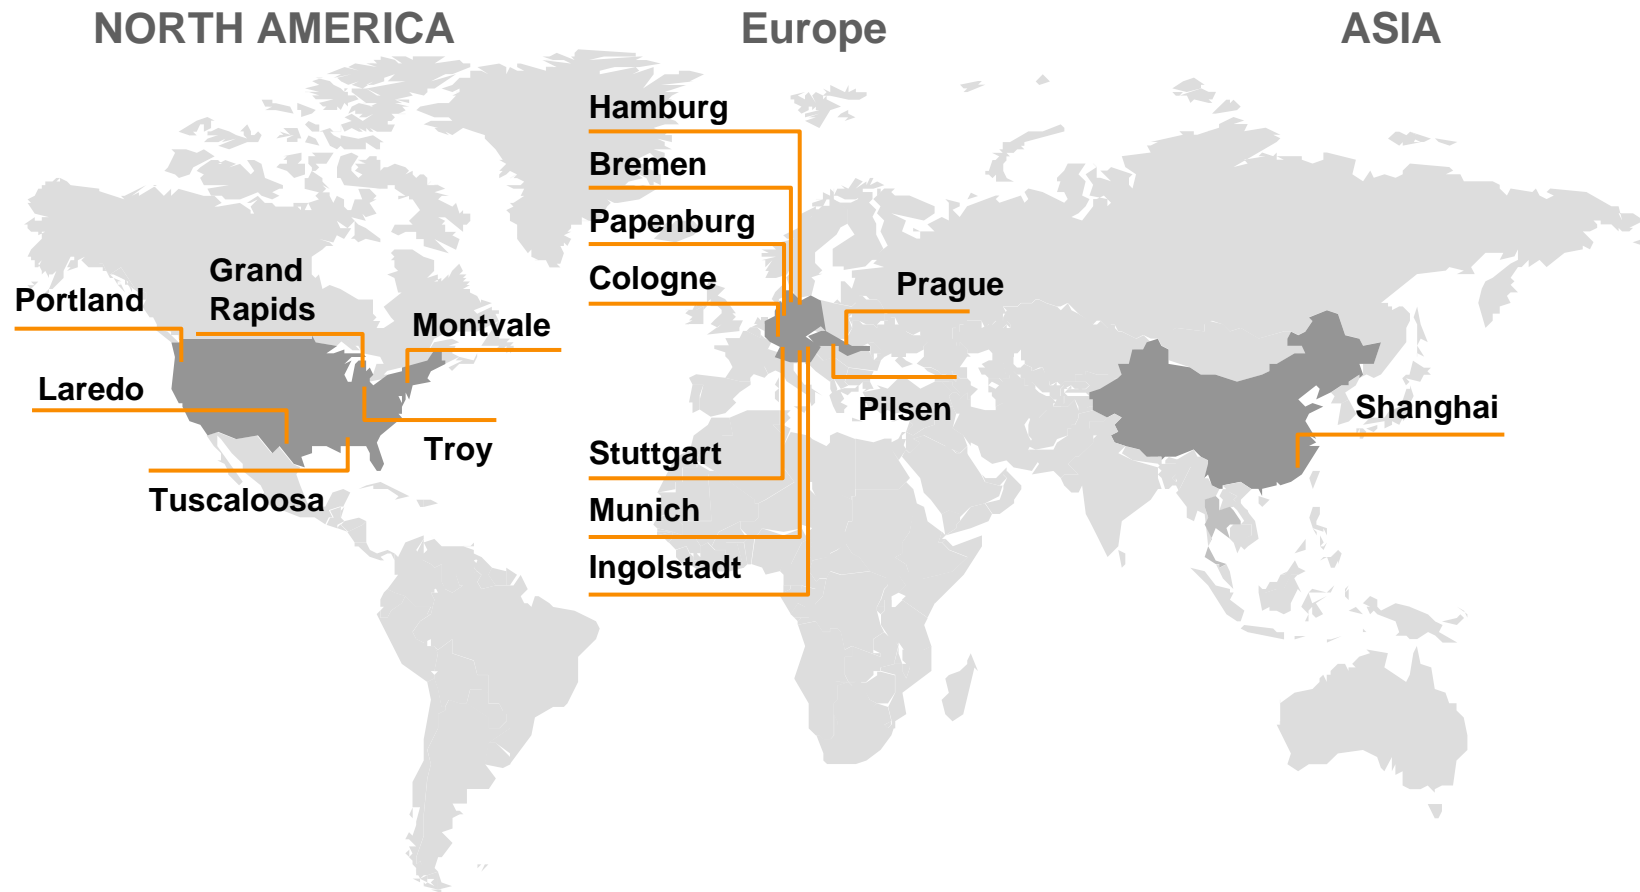 NORTH AMERICA
Europe
ASIA
Hamburg
Bremen
Papenburg
Cologne
Grand
Rapids
Portland
Montvale
Prague
Laredo
Troy
Tuscaloosa
Pilsen
Shanghai
Stuttgart
Munich
Ingolstadt